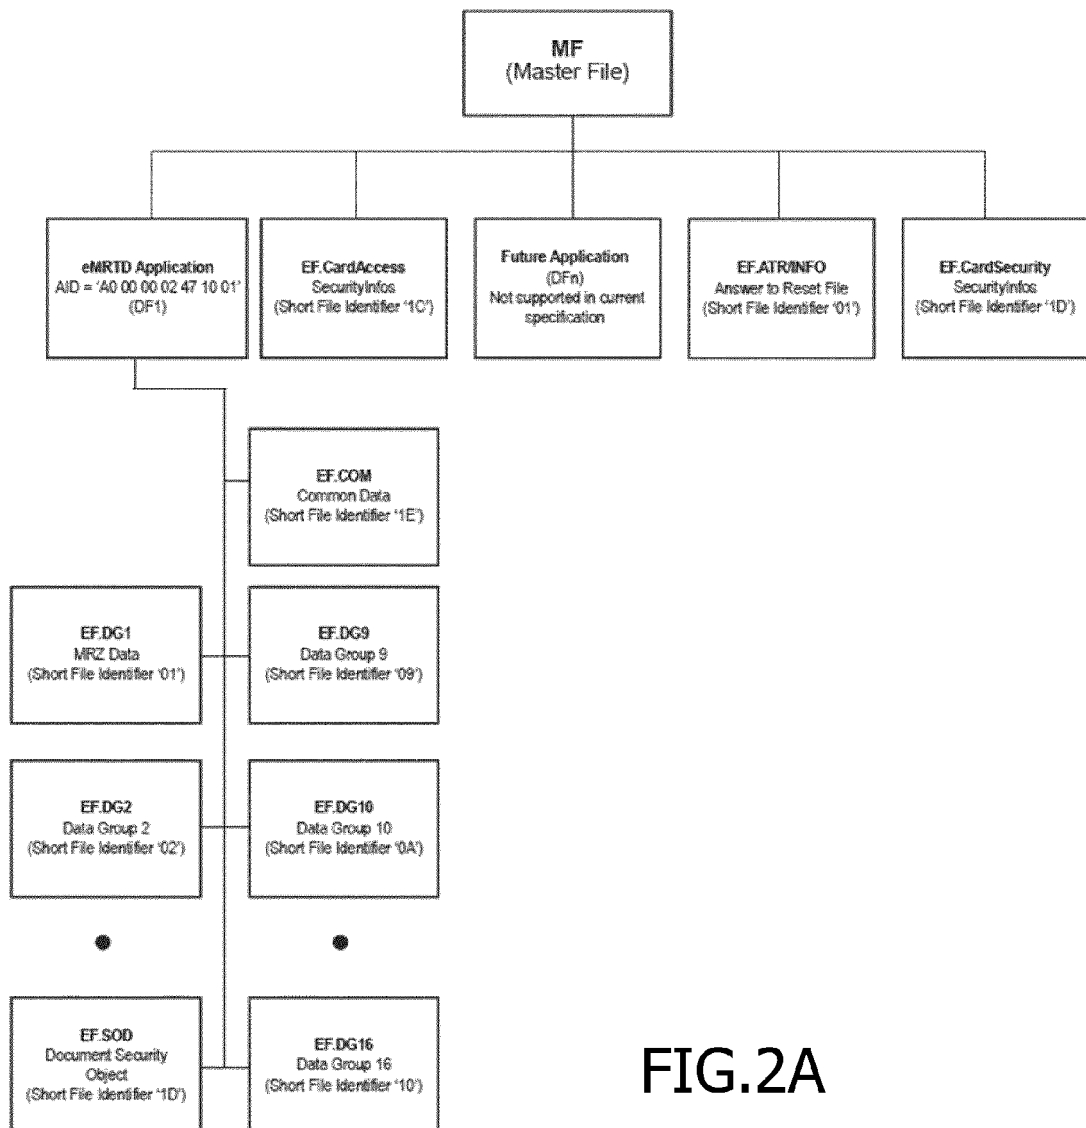 MF
(Master File)
eMRTD Application
AID = 'A0 00 00 02 47 10 01'
(DF1)
EF.CardAccess
SecurityInfos
(Short File Identifier '1C')
Future Application
(DFn)
Not supported in current
specification
EF.ATR/INFO
Answer to Reset File
(Short File Identifier '01')
EF.CardSecurity
SecurityInfos
(Short File Identifier '1D')
EF.COM
Common Data
(Short File Identifier '1E')
EF.DG1
MRZ Data
(Short File Identifier '01')
EF.DG9
Data Group 9
(Short File Identifier '09')
EF.DG2
Data Group 2
(Short File Identifier '02')
EF.DG10
Data Group 10
(Short File Identifier '0A')
EF.SOD
Document Security
Object
(Short File Identifier '1D')
EF.DG16
Data Group 16
(Short File Identifier '10')
FIG.2A